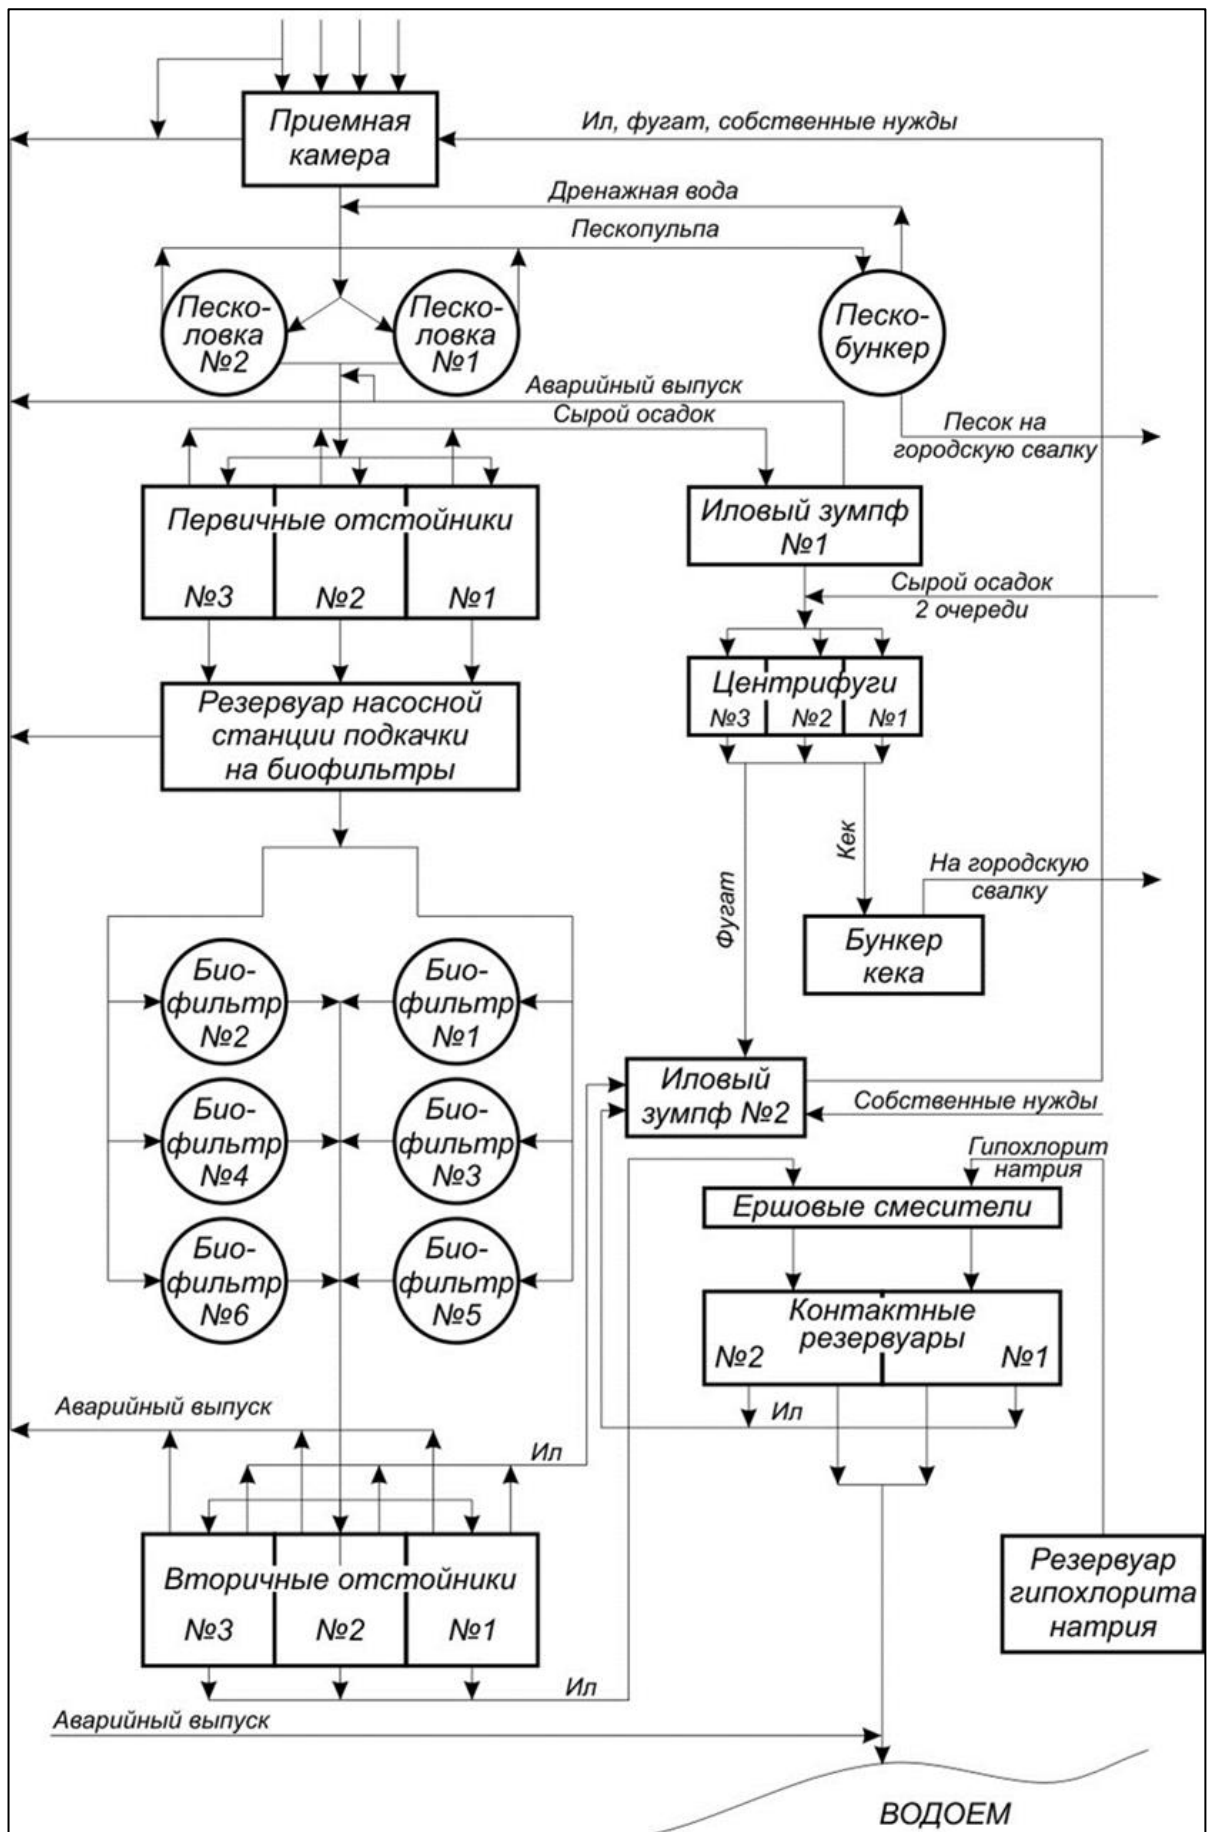 Приемная
камера
Ил, фугат, собственные нужды
Дренажная вода
Пескопульпа
Песко-
ловка
№2
Песко-
ловка
№1
Песко-
бункер
Аварийный выпуск
Сырой осадок
Песок на
городскую свалку
Первичные отстойники
№3
№2
№1
Иловый зумпф
№1
Сырой осадок
2 очереди
Центрифуги
№3
№2
№1
Резервуар насосной
станции подкачки
на биофильтры
Фугат
Кек
На городскую
свалку
Бункер
кека
Био-
фильтр
№2
Био-
фильтр
№1
Био-
фильтр
№4
Био-
фильтр
№3
Био-
фильтр
№6
Био-
фильтр
№5
Иловый
зумпф №2
Собственные нужды
Гипохлорит
натрия
Ершовые смесители
Контактные
резервуары
№2
№1
Ил
Аварийный выпуск
Ил
Вторичные отстойники
№3
№2
№1
Резервуар
гипохлорита
натрия
Ил
Аварийный выпуск
ВОДОЕМ